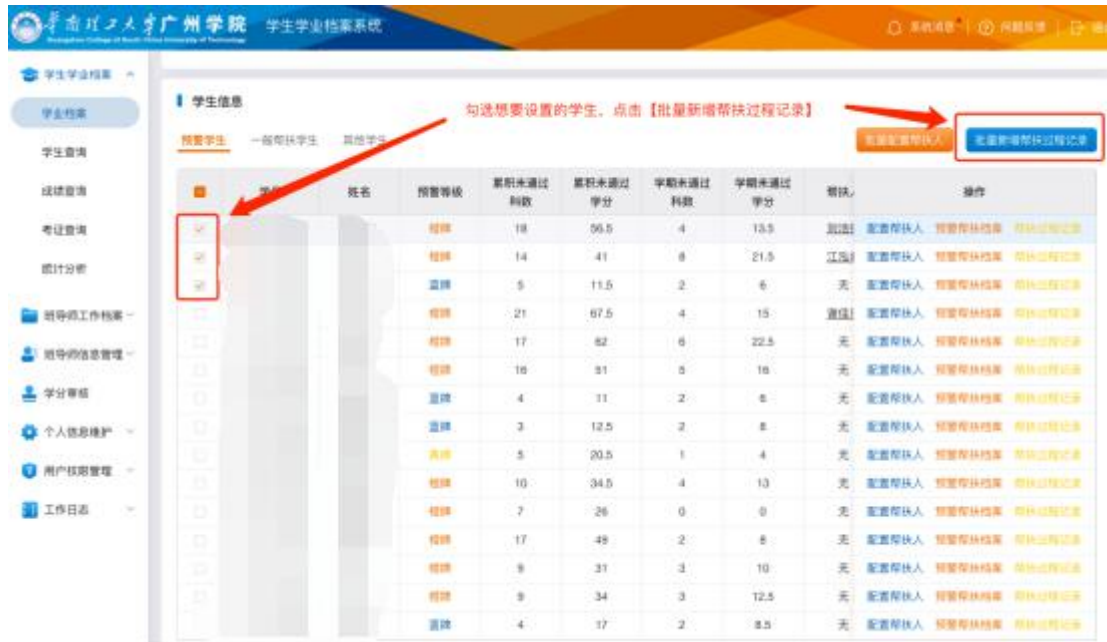 华南理工大学广州学院 学生学业档案系统
Guangzhou College of South China University of Technology
系统消息 问题反馈
学生学业档案
学业档案
学生查询
成绩查询
考证查询
统计分析
班导师工作档案
班导师信息管理
学分审核
个人信息维护
用户权限管理
工作日志
学生信息
勾选想要设置的学生、点击【批量新增帮扶过程记录】
预警学生 一般帮扶学生 其他学生
批量配置帮扶人 批量新增帮扶过程记录
姓名 预警等级 累积未通过科数 累积未通过学分 学期未通过科数 学期未通过学分 帮扶人 操作
橙牌 18 56.5 4 13.5 配置帮扶人 预警帮扶档案 帮扶过程记录
橙牌 14 41 8 21.5 配置帮扶人 预警帮扶档案 帮扶过程记录
蓝牌 5 11.5 2 6 无 配置帮扶人 预警帮扶档案 帮扶过程记录
橙牌 21 67.5 4 15 配置帮扶人 预警帮扶档案 帮扶过程记录
橙牌 17 62 6 22.5 无 配置帮扶人 预警帮扶档案 帮扶过程记录
橙牌 16 51 5 16 无 配置帮扶人 预警帮扶档案 帮扶过程记录
蓝牌 4 11 2 6 无 配置帮扶人 预警帮扶档案 帮扶过程记录
蓝牌 3 12.5 2 8 无 配置帮扶人 预警帮扶档案 帮扶过程记录
黄牌 5 20.5 1 4 无 配置帮扶人 预警帮扶档案 帮扶过程记录
橙牌 10 34.5 4 13 无 配置帮扶人 预警帮扶档案 帮扶过程记录
橙牌 7 26 0 0 无 配置帮扶人 预警帮扶档案 帮扶过程记录
橙牌 17 49 2 8 无 配置帮扶人 预警帮扶档案 帮扶过程记录
橙牌 9 31 3 10 无 配置帮扶人 预警帮扶档案 帮扶过程记录
橙牌 9 34 3 12.5 无 配置帮扶人 预警帮扶档案 帮扶过程记录
蓝牌 4 17 2 8.5 无 配置帮扶人 预警帮扶档案 帮扶过程记录